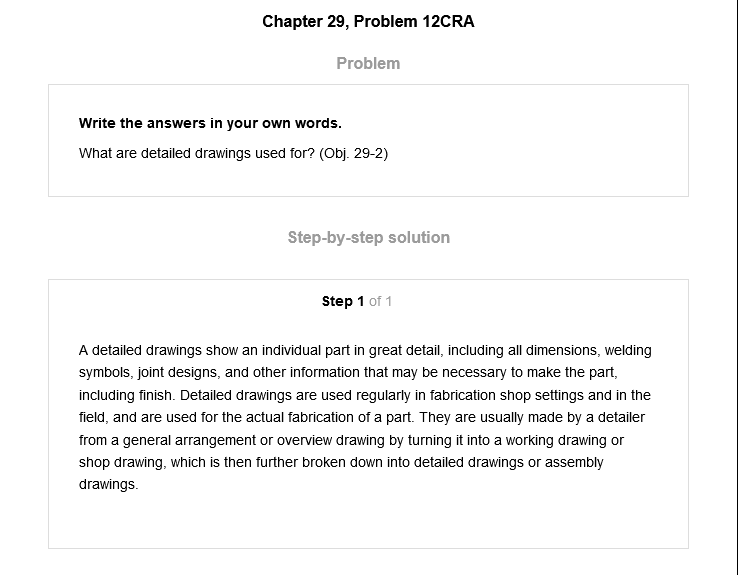 Chapter 29, Problem 12CRA
Problem
Write the answers in your own words.
What are detailed drawings used for? (Obj. 29-2)
Step-by-step solution
Step 1 of 1
A detailed drawings show an individual part in great detail, including all dimensions, welding
symbols, joint designs, and other information that may be necessary to make the part,
including finish. Detailed drawings are used regularly in fabrication shop settings and in the
field, and are used for the actual fabrication of a part. They are usually made by a detailer
from a general arrangement or overview drawing by turning it into a working drawing or
shop drawing, which is then further broken down into detailed drawings or assembly
drawings.